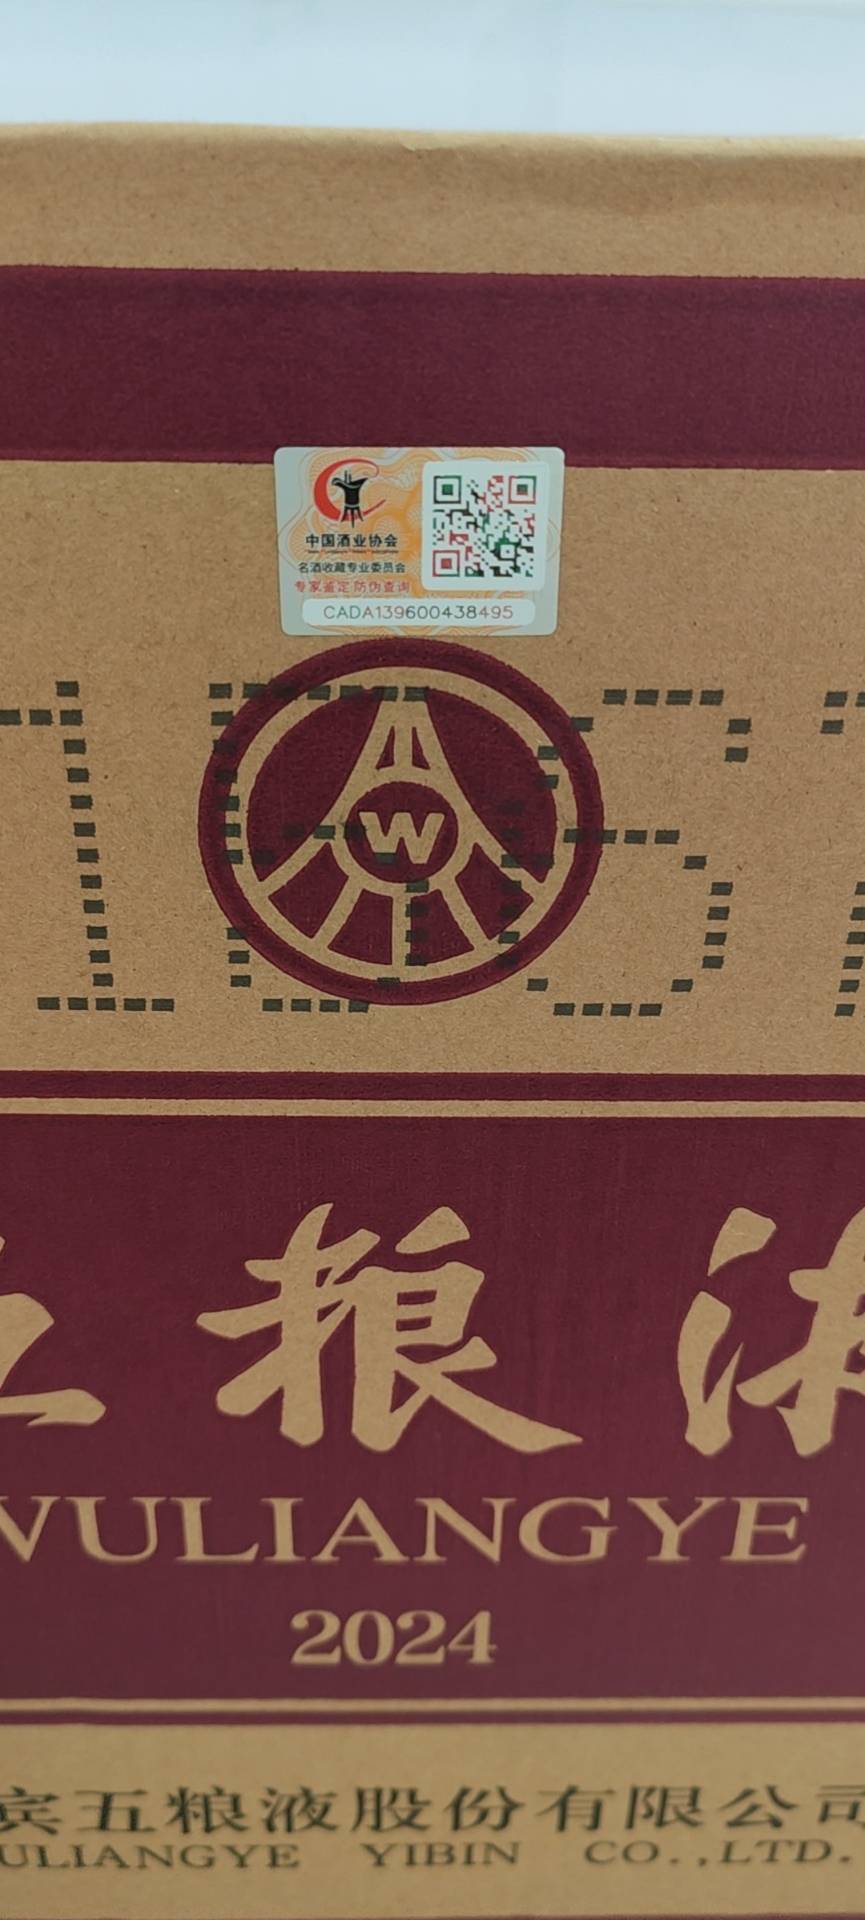 中国酒业协会
名酒收藏专业委员会
专家鉴定 防伪查询
CADA139600438495
W
五粮液
WULIANGYE
2024
宾五粮液股份有限公司
ULIANGYE YIBIN CO.,LTD.